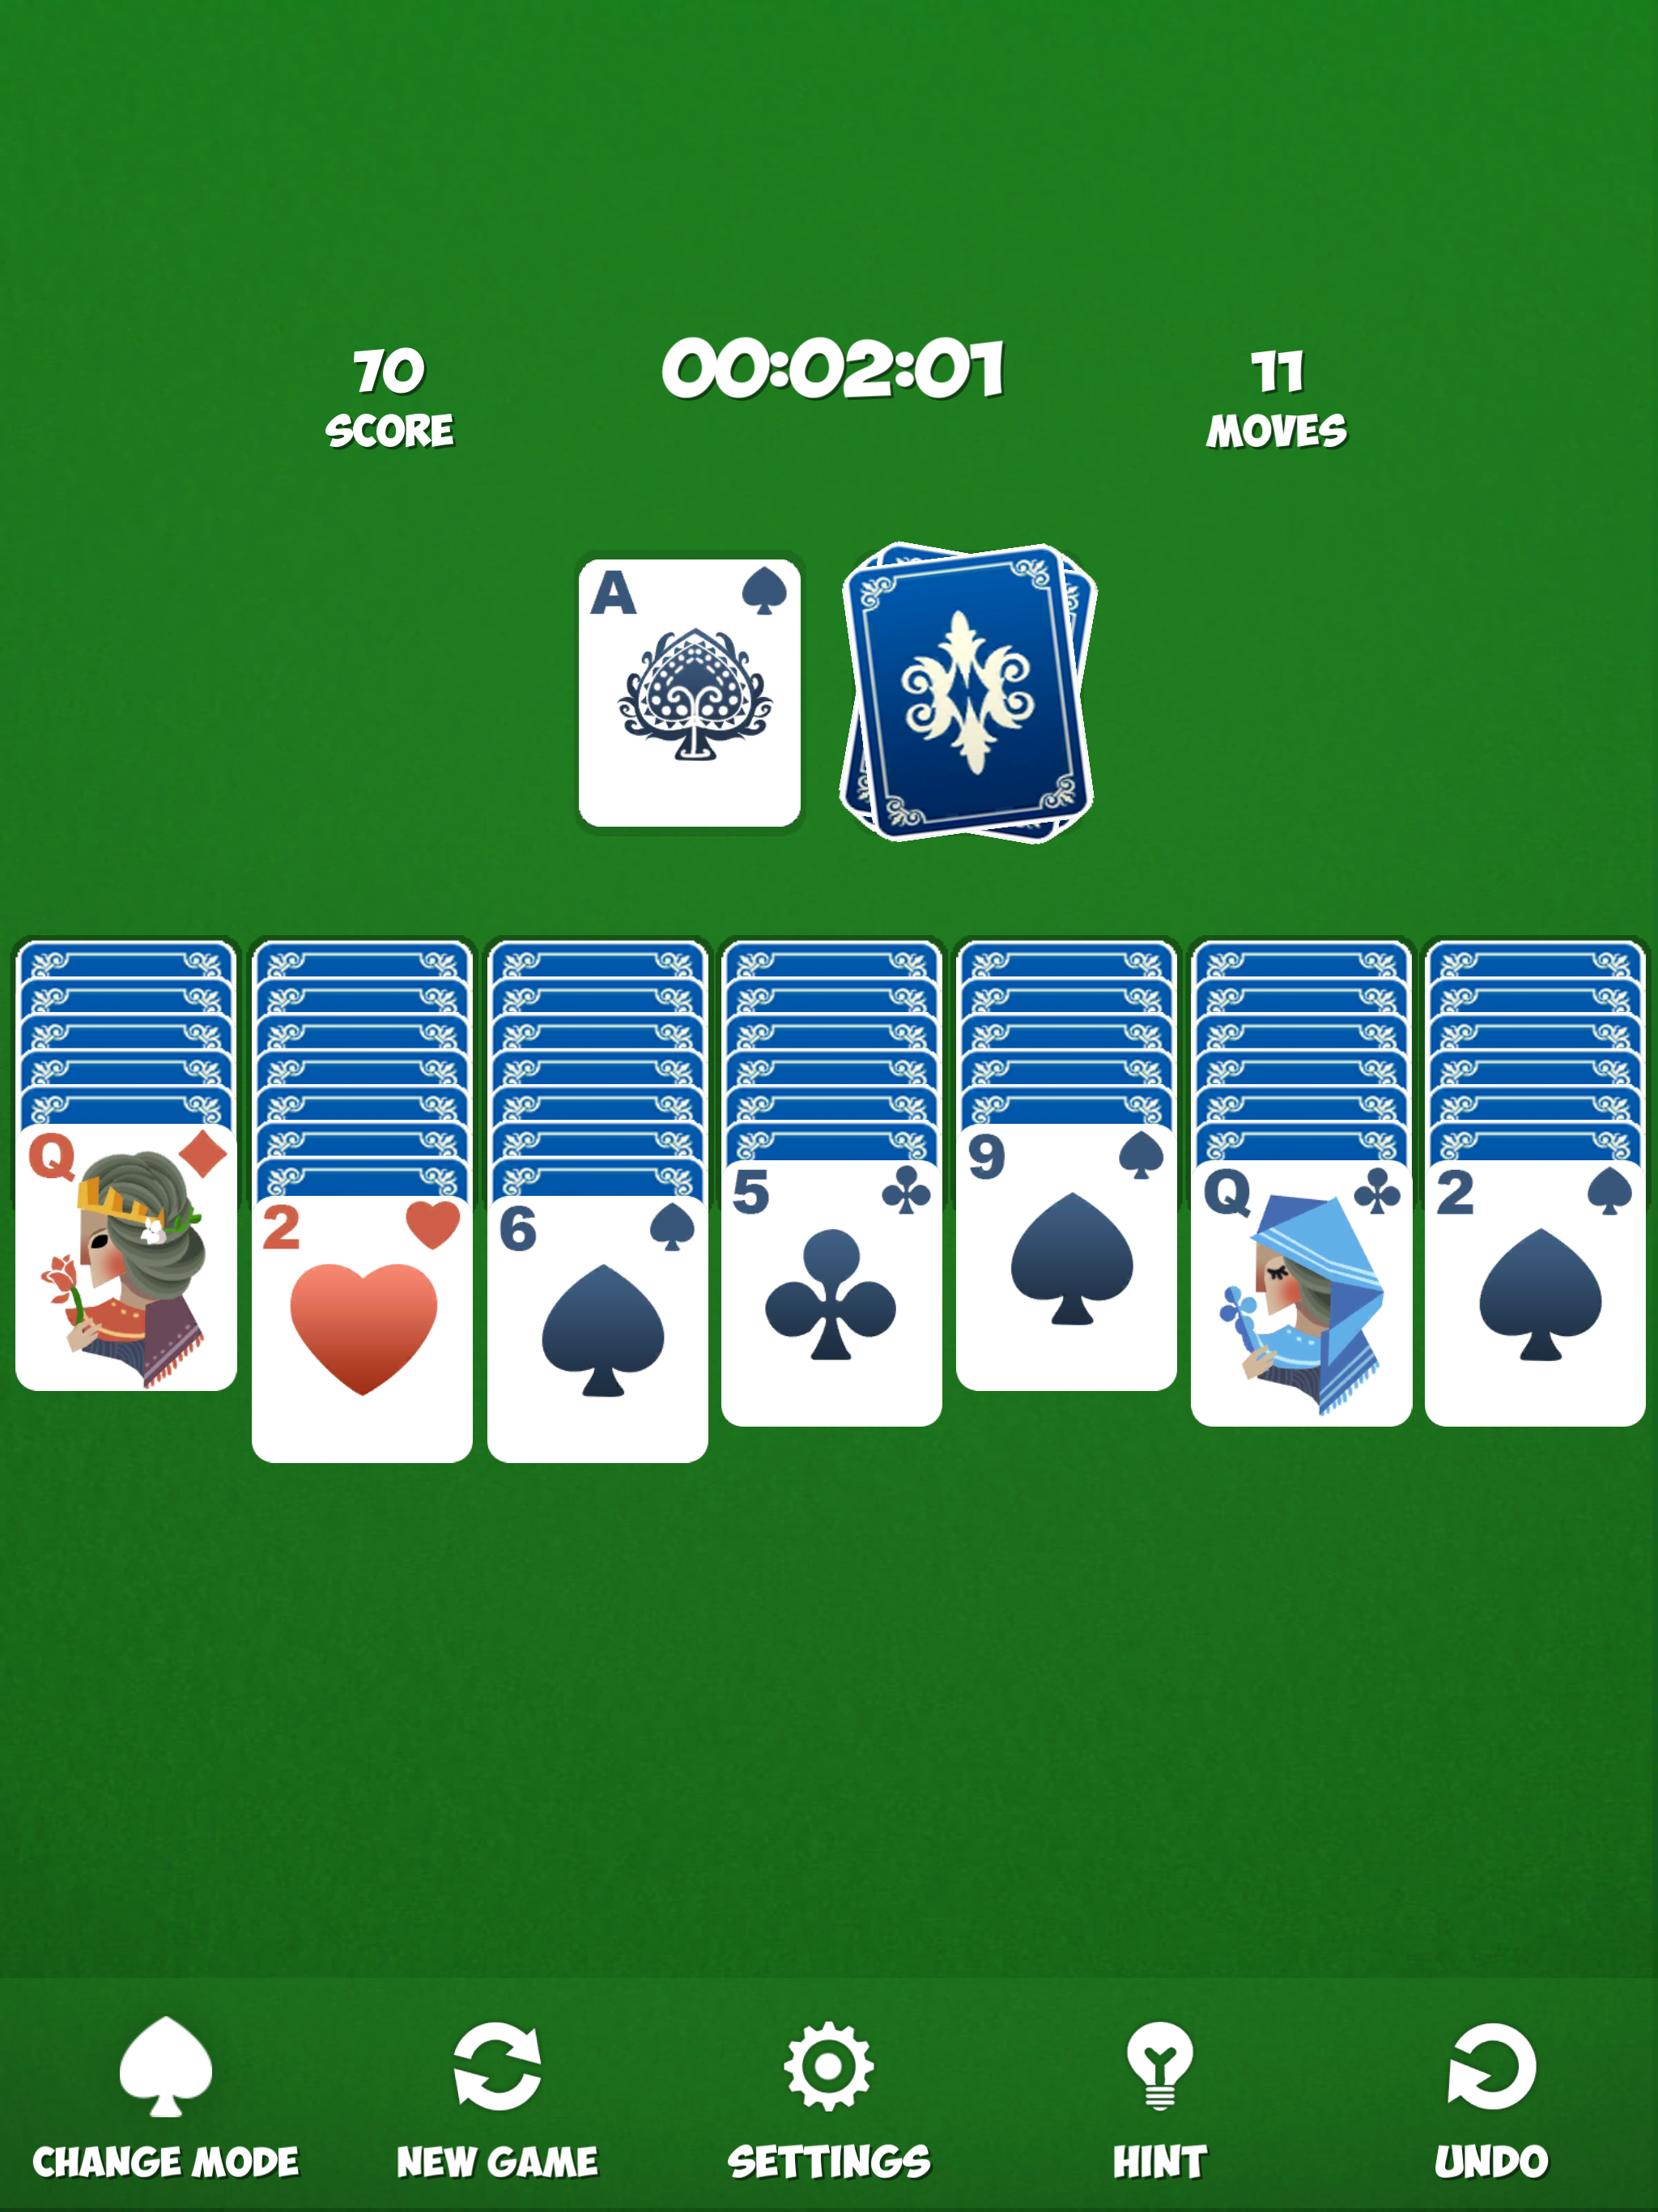 70
SCORE
00:02:01
11
MOVES
A
Q
2
6
5
9
Q
2
CHANGE MODE
NEW GAME
SETTINGS
HINT
UNDO